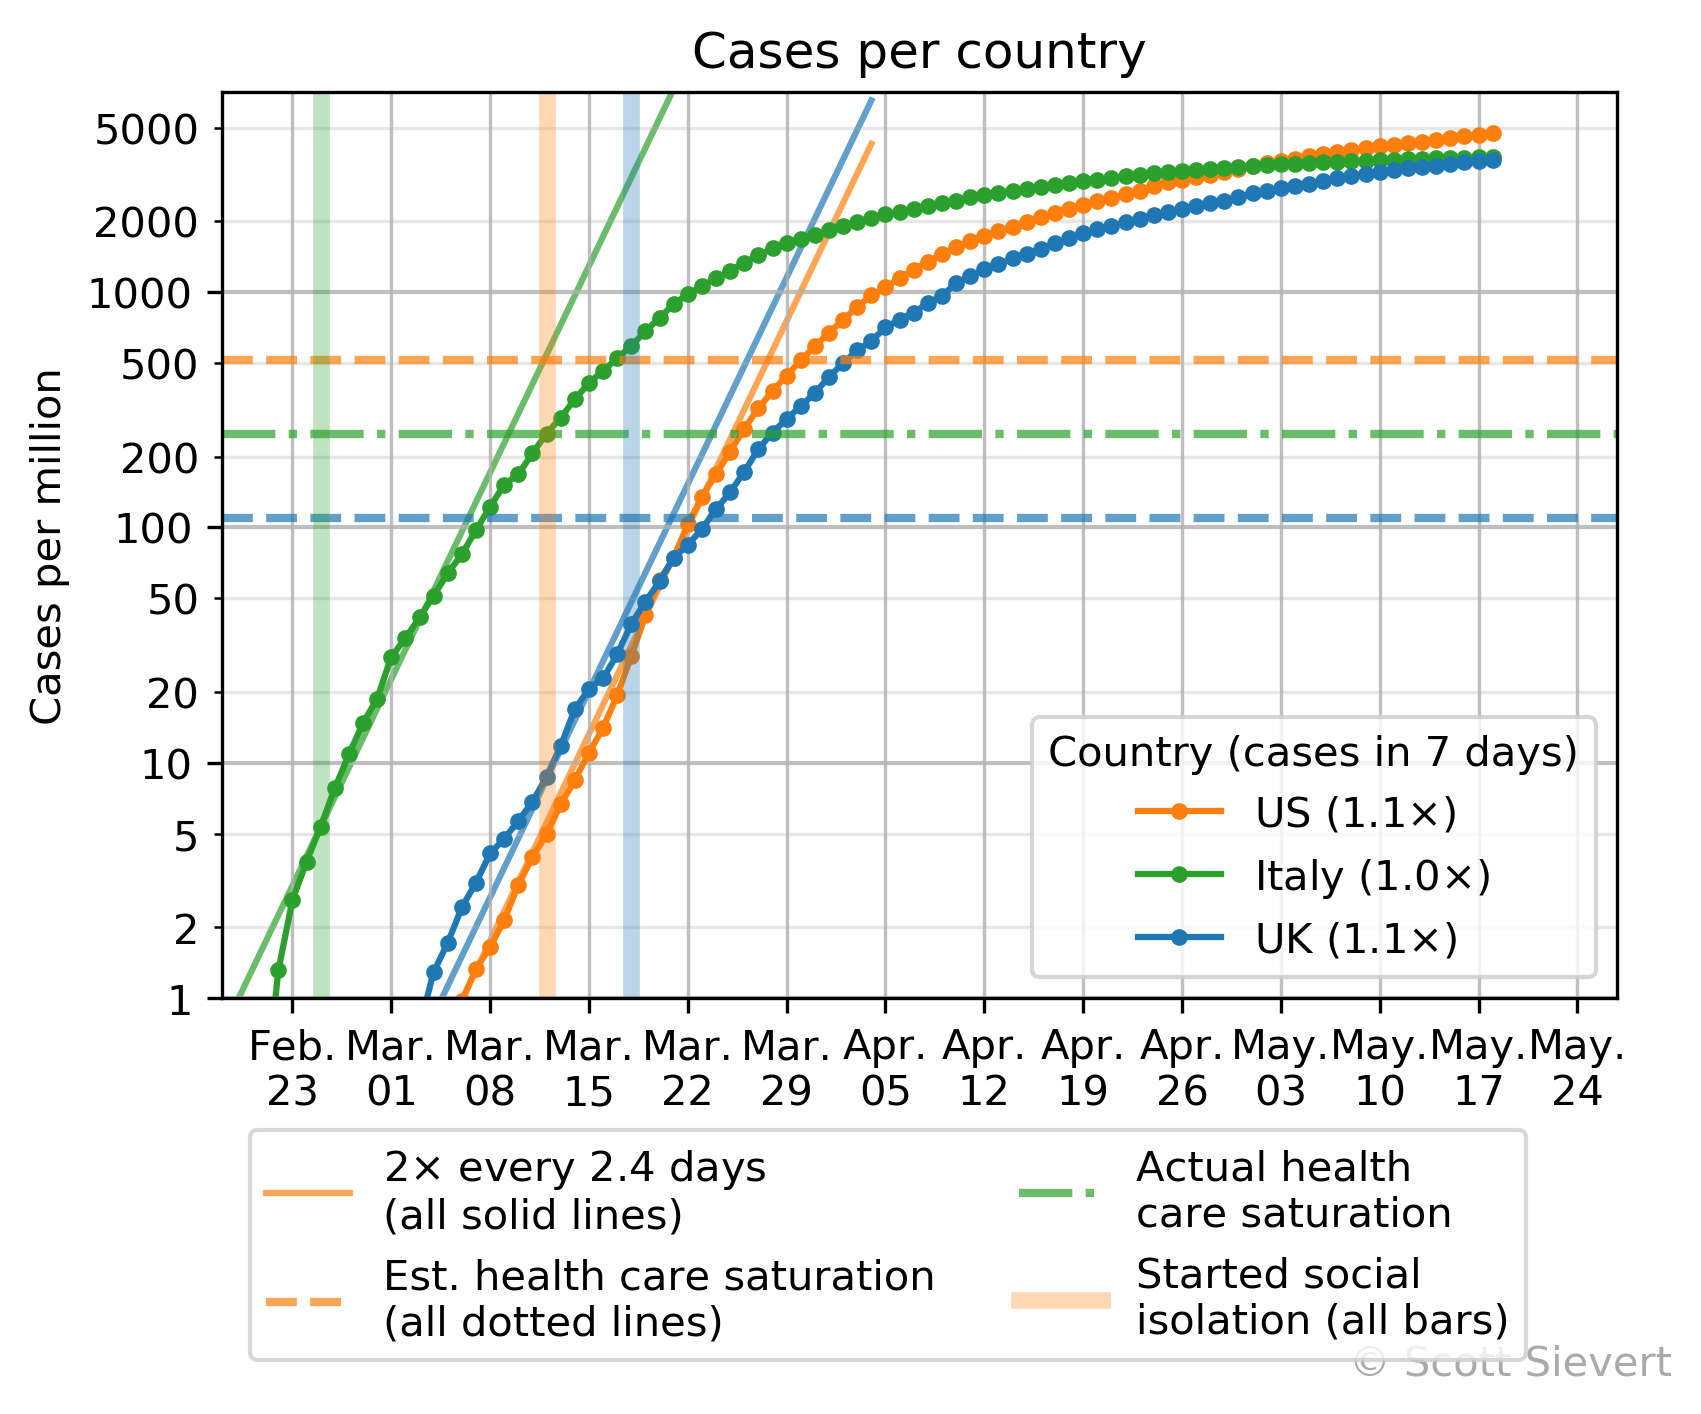 Cases per country
Cases per million
5000
2000
1000
500
200
100
50
20
10
5
2
1
Feb. 23
Mar. 01
Mar. 08
Mar. 15
Mar. 22
Mar. 29
Apr. 05
Apr. 12
Apr. 19
Apr. 26
May. 03
May. 10
May. 17
May. 24
Country (cases in 7 days)
US (1.1×)
Italy (1.0×)
UK (1.1×)
2× every 2.4 days
(all solid lines)
Est. health care saturation
(all dotted lines)
Actual health
care saturation
Started social
isolation (all bars)
© Scott Sievert